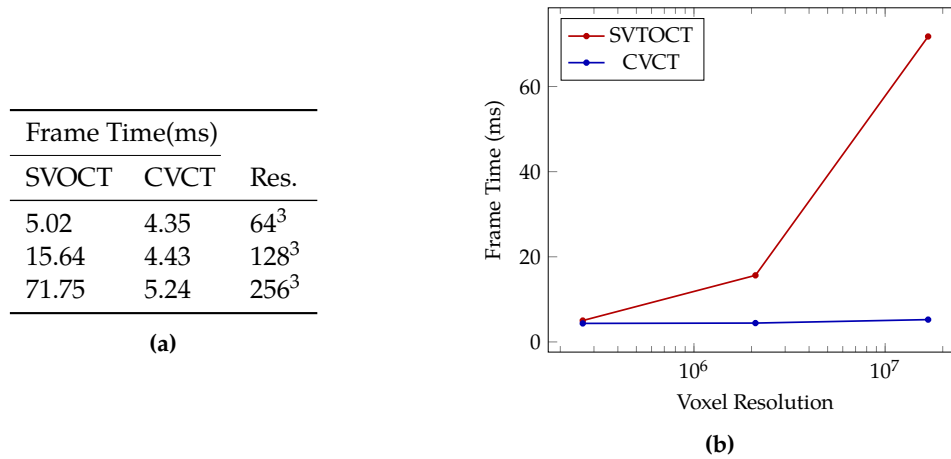 Frame Time(ms)
SVOCT CVCT Res.
5.02 4.35 64³
15.64 4.43 128³
71.75 5.24 256³
(a)
SVTOCT
CVCT
60
40
20
0
Frame Time (ms)
10⁶ 10⁷
Voxel Resolution
(b)